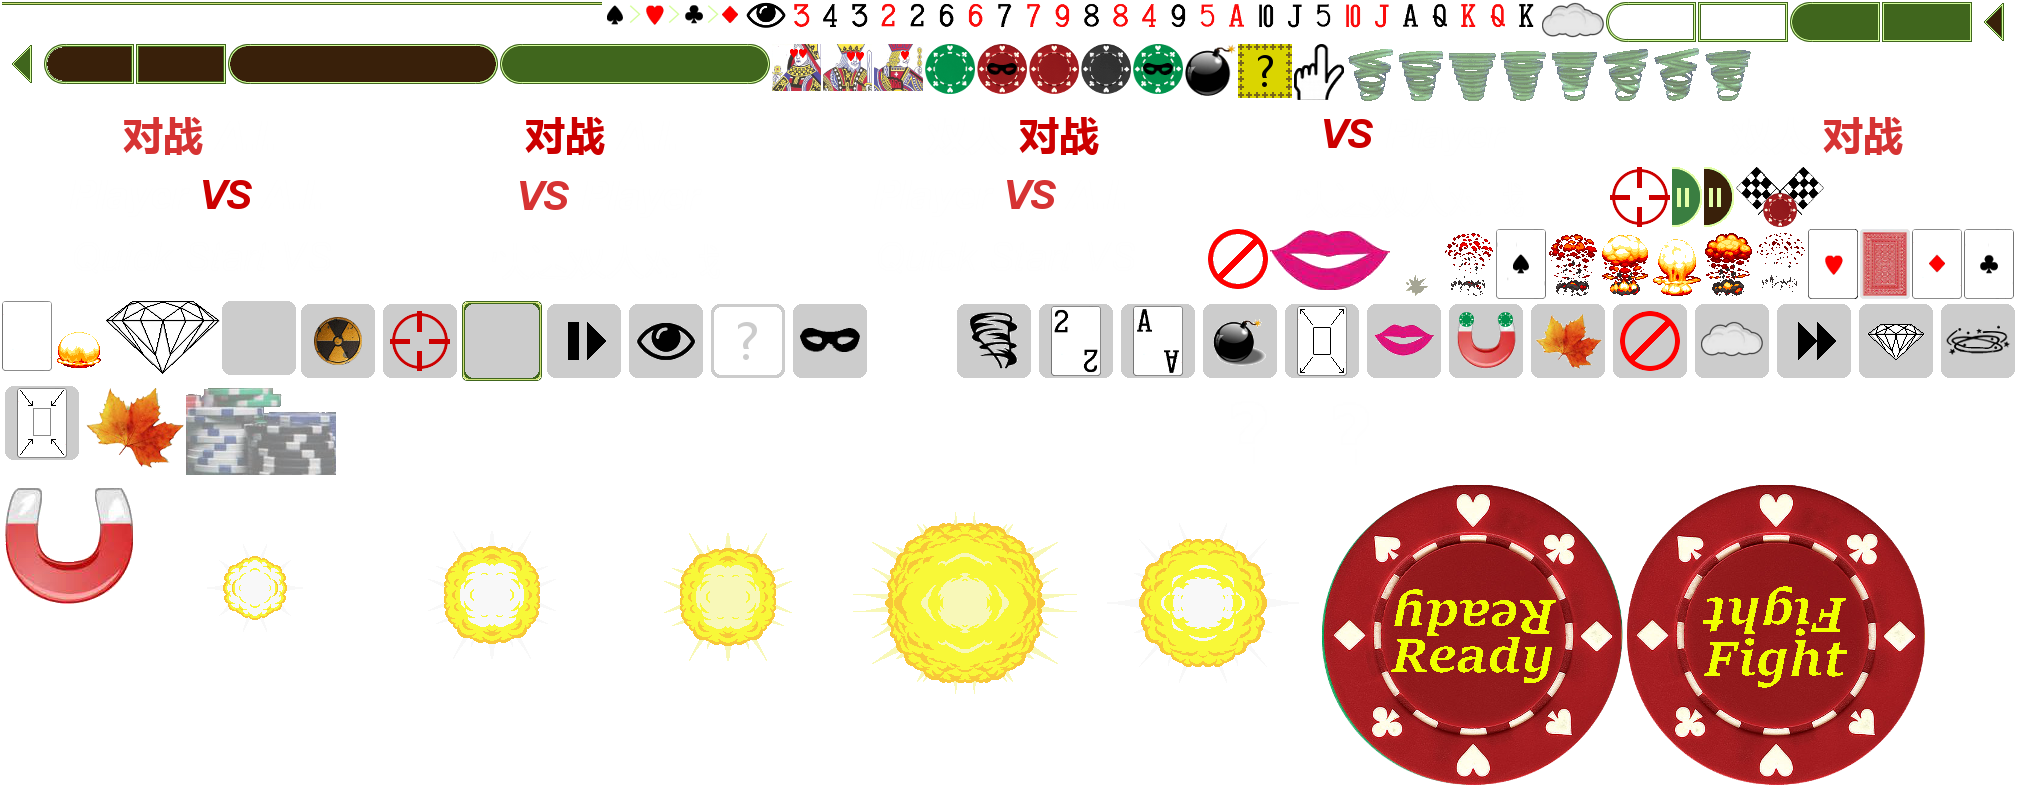 3 4 3 2 2 6 6 7 7 9 8 8 4 9 5 A 10 J 5 10 J A Q K Q K
?
对战 对战 对战 VS 对战
VS VS VS
? 2 2 A A
Ready Fight
Ready Fight